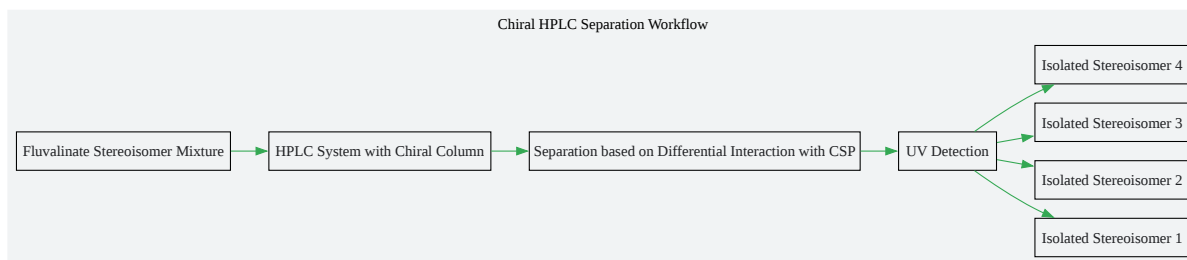 Chiral HPLC Separation Workflow
Fluvalinate Stereoisomer Mixture
HPLC System with Chiral Column
Separation based on Differential Interaction with CSP
UV Detection
Isolated Stereoisomer 4
Isolated Stereoisomer 3
Isolated Stereoisomer 2
Isolated Stereoisomer 1